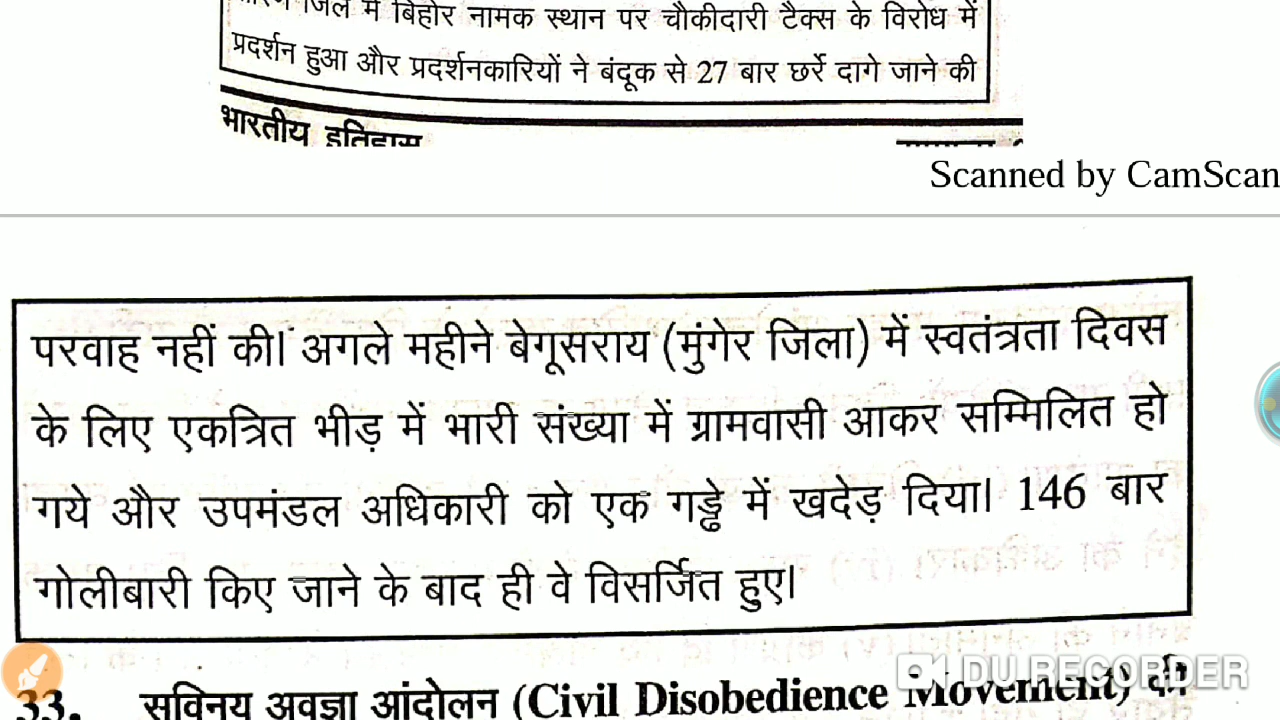 जिले में बिहोर नामक स्थान पर चौकीदारी टैक्स के विरोध में
प्रदर्शन हुआ और प्रदर्शनकारियों ने बंदूक से 27 बार छर्रे दागे जाने की
भारतीय इतिहास
Scanned by CamScan
परवाह नहीं की। अगले महीने बेगूसराय (मुंगेर जिला) में स्वतंत्रता दिवस
के लिए एकत्रित भीड़ में भारी संख्या में ग्रामवासी आकर सम्मिलित हो
गये और उपमंडल अधिकारी को एक गड्ढे में खदेड़ दिया। 146 बार
गोलीबारी किए जाने के बाद ही वे विसर्जित हुए।
DU RECORDER
33. सविनय अवज्ञा आंदोलन (Civil Disobedience Movement) की